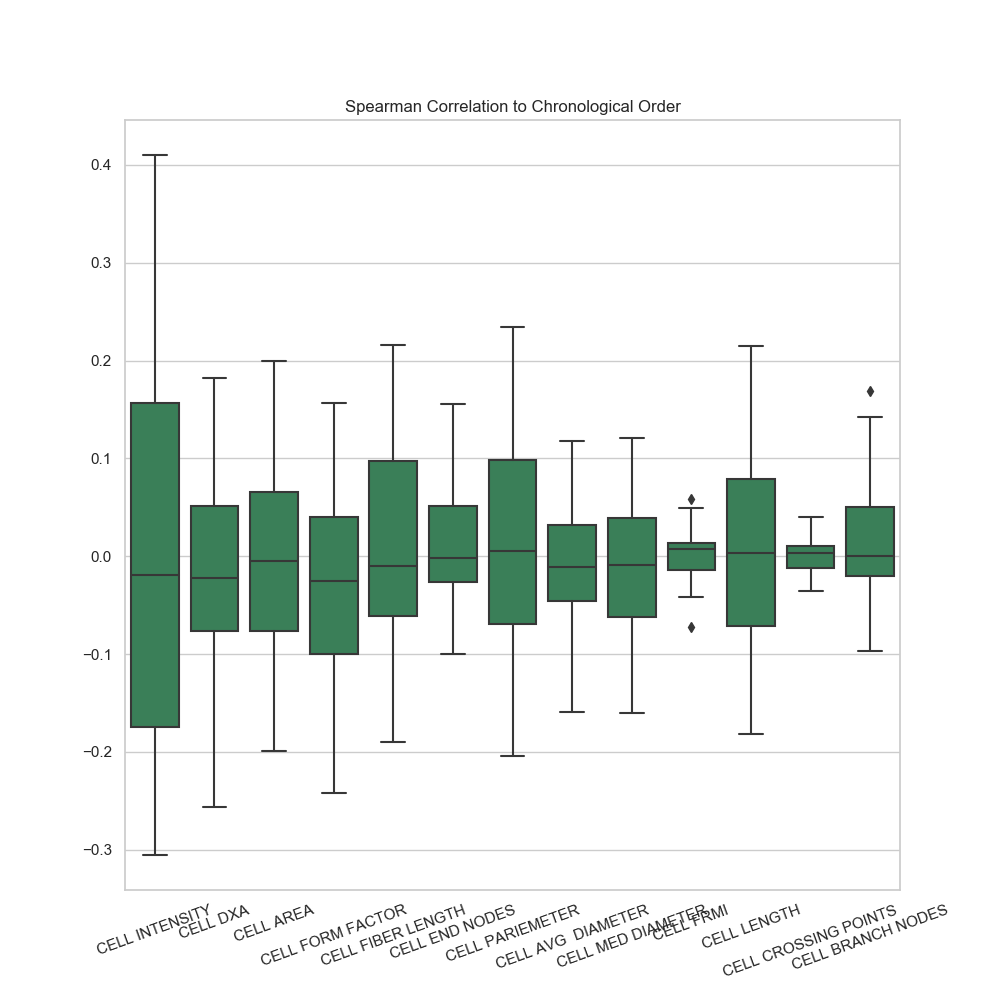 Spearman Correlation to Chronological Order
0.4
0.3
0.2
0.1
0.0
−0.1
−0.2
−0.3
CELL INTENSITY
CELL DXA
CELL AREA
CELL FORM FACTOR
CELL FIBER LENGTH
CELL END NODES
CELL PARIEMETER
CELL AVG  DIAMETER
CELL MED DIAMETER
CELL FRMI
CELL LENGTH
CELL CROSSING POINTS
CELL BRANCH NODES